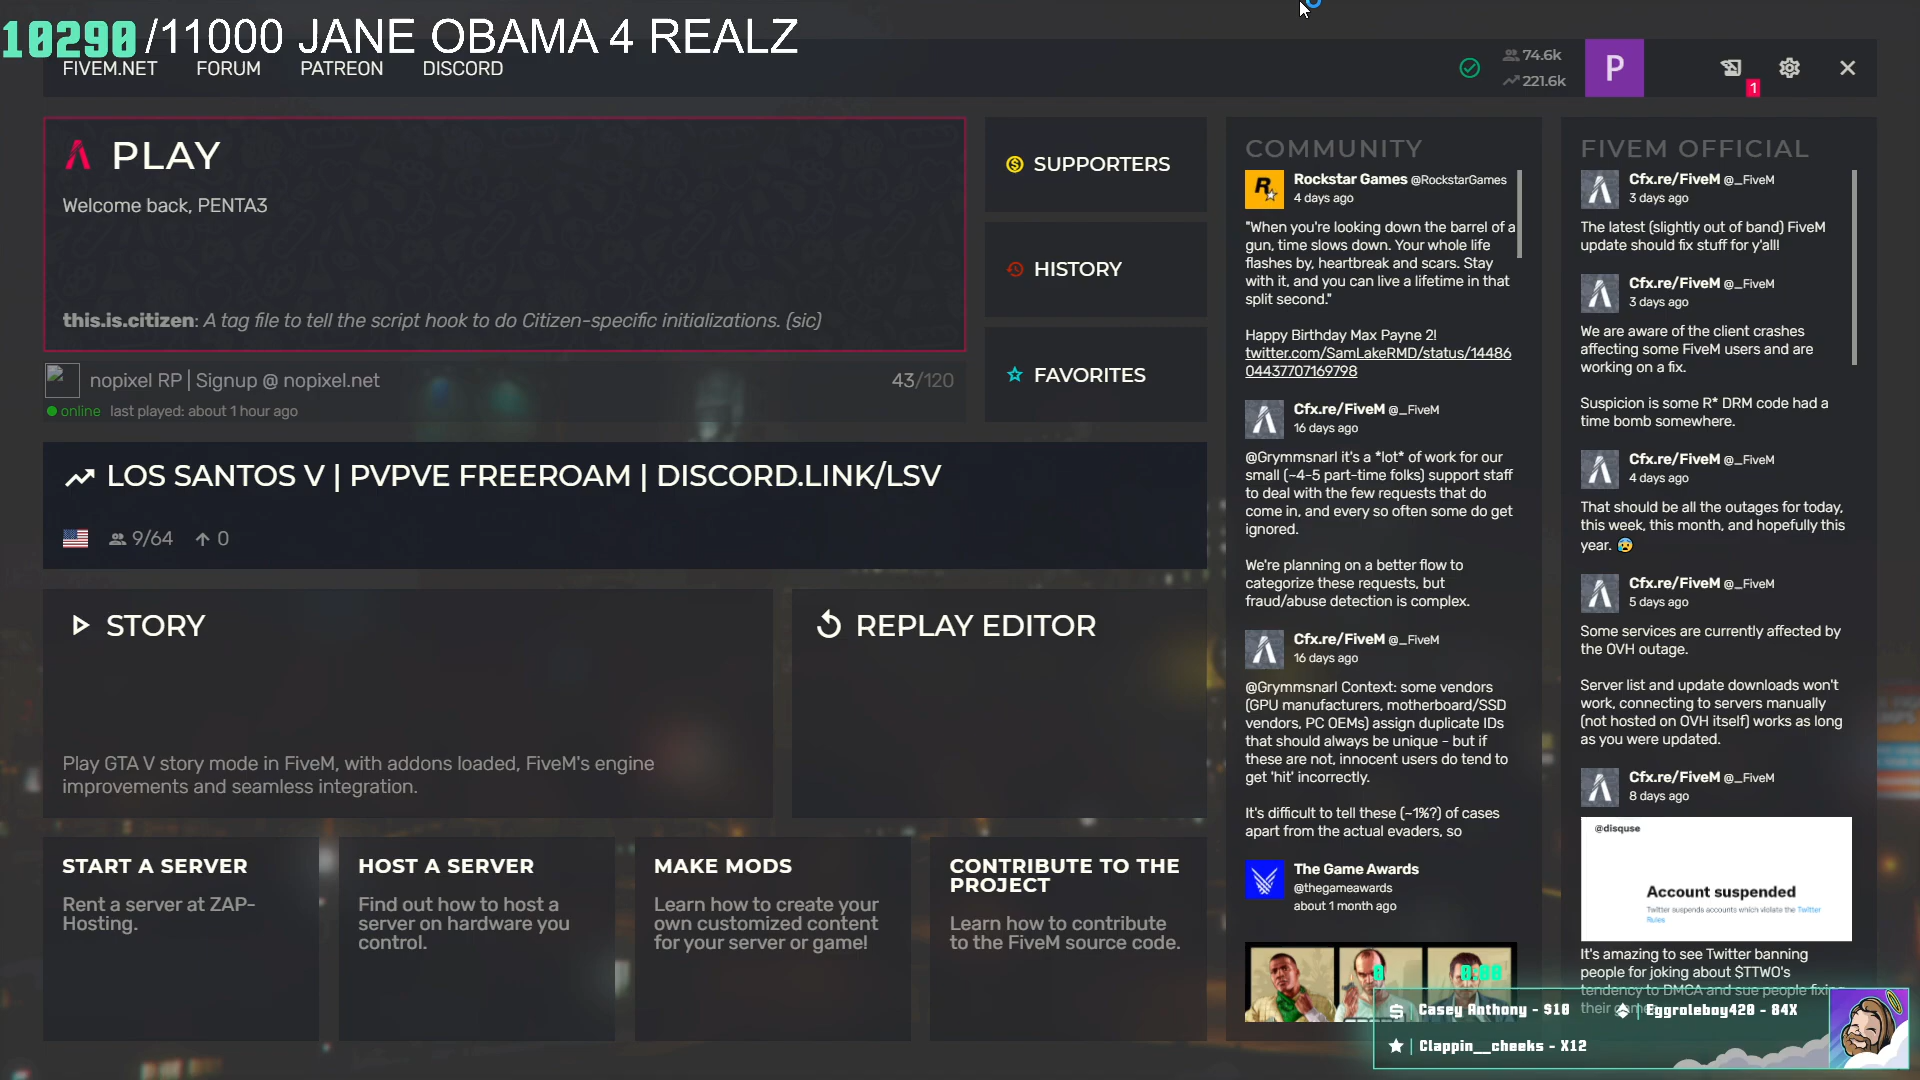 10290 /11000 JANE OBAMA 4 REALZ
FIVEM.NET FORUM PATREON DISCORD
74.6k
221.6k
P
1
PLAY
Welcome back, PENTA3
this.is.citizen: A tag file to tell the script hook to do Citizen-specific initializations. (sic)
nopixel RP | Signup @ nopixel.net
43/120
online last played: about 1 hour ago
SUPPORTERS
HISTORY
FAVORITES
LOS SANTOS V | PVPVE FREEROAM | DISCORD.LINK/LSV
9/64 0
STORY
Play GTA V story mode in FiveM, with addons loaded, FiveM's engine
improvements and seamless integration.
REPLAY EDITOR
START A SERVER
Rent a server at ZAP-
Hosting.
HOST A SERVER
Find out how to host a
server on hardware you
control.
MAKE MODS
Learn how to create your
own customized content
for your server or game!
CONTRIBUTE TO THE
PROJECT
Learn how to contribute
to the FiveM source code.
COMMUNITY
R
Rockstar Games @RockstarGames
4 days ago
"When you're looking down the barrel of a
gun, time slows down. Your whole life
flashes by, heartbreak and scars. Stay
with it, and you can live a lifetime in that
split second."
Happy Birthday Max Payne 2!
twitter.com/SamLakeRMD/status/14486
04437707169798
Cfx.re/FiveM @_FiveM
16 days ago
@Grymmsnarl it's a *lot* of work for our
small (~4-5 part-time folks) support staff
to deal with the few requests that do
come in, and every so often some do get
ignored.
We're planning on a better flow to
categorize these requests, but
fraud/abuse detection is complex.
Cfx.re/FiveM @_FiveM
16 days ago
@Grymmsnarl Context: some vendors
(GPU manufacturers, motherboard/SSD
vendors, PC OEMs) assign duplicate IDs
that should always be unique - but if
these are not, innocent users do tend to
get 'hit' incorrectly.
It's difficult to tell these (~1%?) of cases
apart from the actual evaders, so
The Game Awards
@thegameawards
about 1 month ago
0 0:00
FIVEM OFFICIAL
Cfx.re/FiveM @_FiveM
3 days ago
The latest (slightly out of band) FiveM
update should fix stuff for y'all!
Cfx.re/FiveM @_FiveM
3 days ago
We are aware of the client crashes
affecting some FiveM users and are
working on a fix.
Suspicion is some R* DRM code had a
time bomb somewhere.
Cfx.re/FiveM @_FiveM
4 days ago
That should be all the outages for today,
this week, this month, and hopefully this
year. 😰
Cfx.re/FiveM @_FiveM
5 days ago
Some services are currently affected by
the OVH outage.
Server list and update downloads won't
work, connecting to servers manually
(not hosted on OVH itself) works as long
as you were updated.
Cfx.re/FiveM @_FiveM
8 days ago
@disquse
Account suspended
Twitter suspends accounts which violate the Twitter
Rules
It's amazing to see Twitter banning
people for joking about $TTWO's
tendency to DMCA and sue people fixing
their
Casey Anthony - $10
Eggroleboy420 - 84X
Clappin__cheeks - X12